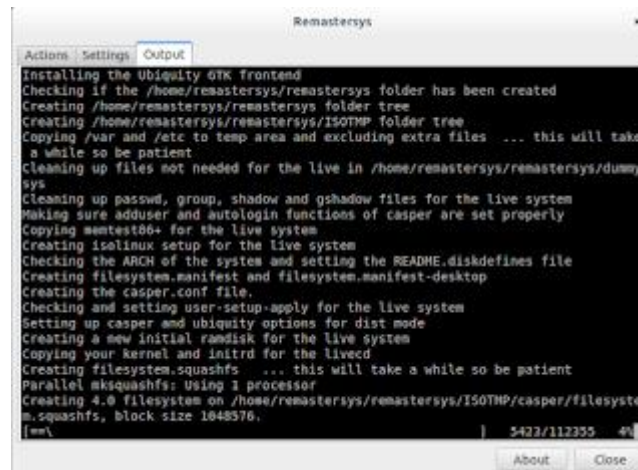 Remastersys
Actions Settings Output
Installing the Ubiquity GTK frontend
Checking if the /home/remastersys/remastersys folder has been created
Creating /home/remastersys/remastersys folder tree
Creating /home/remastersys/remastersys/ISOTMP folder tree
Copying /var and /etc to temp area and excluding extra files ... this will take
a while so be patient
Cleaning up files not needed for the live in /home/remastersys/remastersys/dummy
sys
Cleaning up passwd, group, shadow and gshadow files for the live system
Making sure adduser and autologin functions of casper are set properly
Copying memtest86+ for the live system
Creating isolinux setup for the live system
Checking the ARCH of the system and setting the README.diskdefines file
Creating filesystem.manifest and filesystem.manifest-desktop
Creating the casper.conf file.
Checking and setting user-setup-apply for the live system
Setting up casper and ubiquity options for dist mode
Creating a new initial ramdisk for the live system
Copying your kernel and initrd for the livecd
Creating filesystem.squashfs ... this will take a while so be patient
Parallel mksquashfs: Using 1 processor
Creating 4.0 filesystem on /home/remastersys/remastersys/ISOTMP/casper/filesyste
m.squashfs, block size 1048576.
[==\ ] 5423/112355 4%
About Close